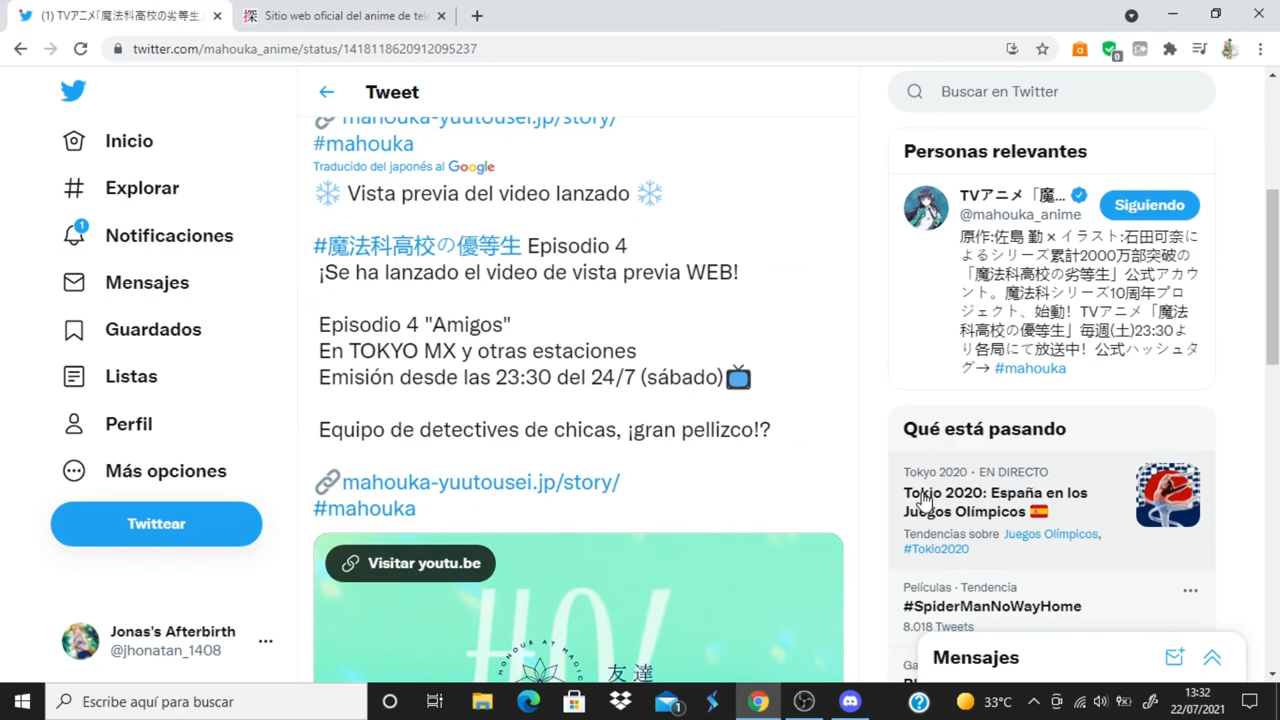 (1) TVアニメ「魔法科高校の劣等生
Sitio web oficial del anime de tele
twitter.com/mahouka_anime/status/1418118620912095237
Inicio
Explorar
1
Notificaciones
Mensajes
Guardados
Listas
Perfil
Más opciones
Twittear
Jonas's Afterbirth
@jhonatan_1408
Tweet
mahouka-yuutousei.jp/story/
#mahouka
Traducido del japonés al Google
Vista previa del video lanzado
#魔法科高校の優等生 Episodio 4
¡Se ha lanzado el video de vista previa WEB!
Episodio 4 "Amigos"
En TOKYO MX y otras estaciones
Emisión desde las 23:30 del 24/7 (sábado)
Equipo de detectives de chicas, ¡gran pellizco!?
mahouka-yuutousei.jp/story/
#mahouka
Visitar youtu.be
#04
HONOUR AT MAGIC
友達
Buscar en Twitter
Personas relevantes
TVアニメ「魔...
@mahouka_anime
Siguiendo
原作:佐島 勤 × イラスト:石田可奈に
よるシリーズ累計2000万部突破の
「魔法科高校の劣等生」公式アカウ
ント。魔法科シリーズ10周年プロ
ジェクト、始動！TVアニメ「魔法
科高校の優等生」毎週(土)23:30よ
り各局にて放送中！公式ハッシュタ
グ→ #mahouka
Qué está pasando
Tokyo 2020 · EN DIRECTO
Tokio 2020: España en los
Juegos Olímpicos
Tendencias sobre Juegos Olímpicos,
#Tokio2020
Películas · Tendencia
#SpiderManNoWayHome
8.018 Tweets
Mensajes
Escribe aquí para buscar
1
33°C
13:32
22/07/2021